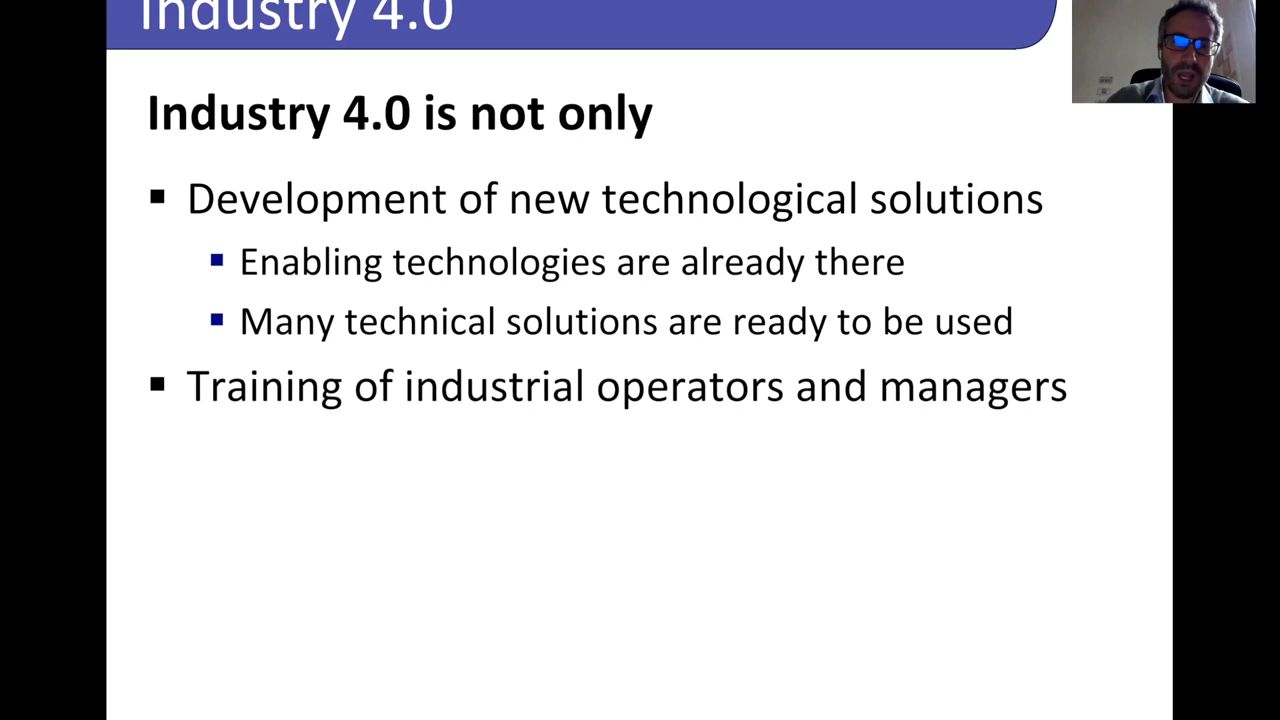 Industry 4.0
Industry 4.0 is not only
▪ Development of new technological solutions
▪ Enabling technologies are already there
▪ Many technical solutions are ready to be used
▪ Training of industrial operators and managers